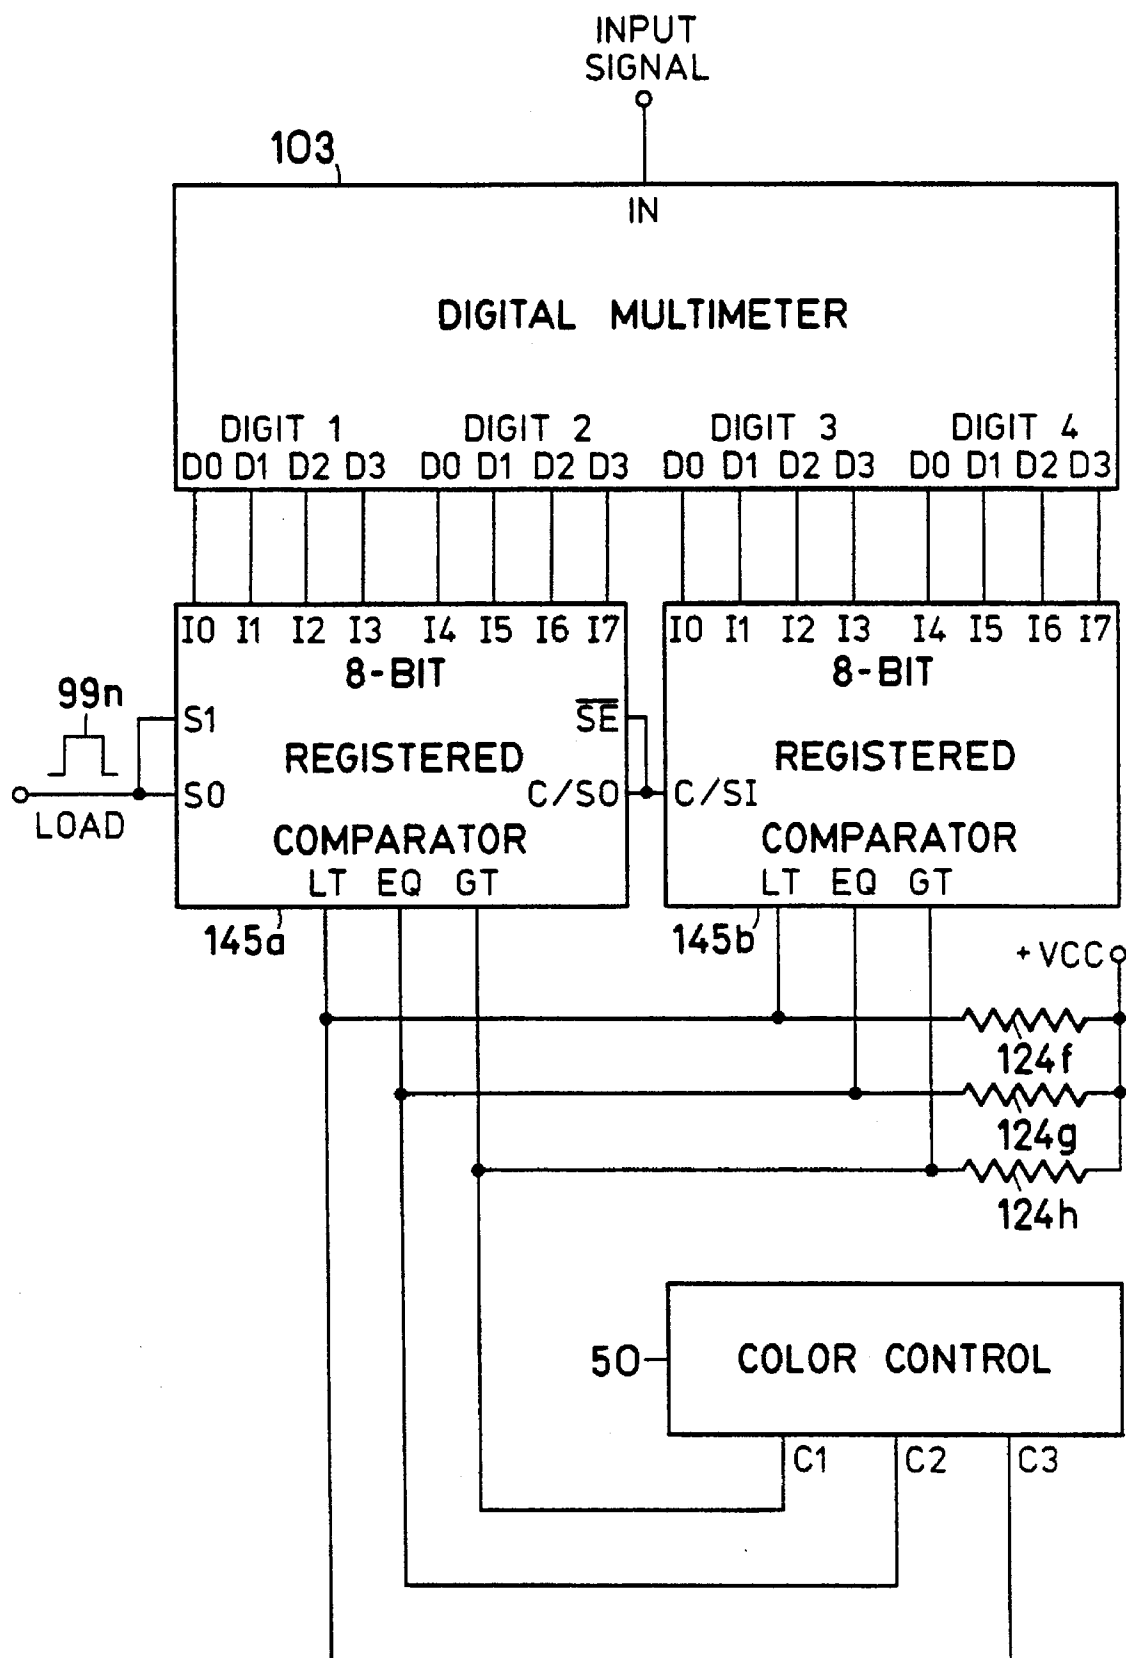 INPUT
SIGNAL
103
IN
DIGITAL MULTIMETER
DIGIT 1 DIGIT 2 DIGIT 3 DIGIT 4
D0 D1 D2 D3 D0 D1 D2 D3 D0 D1 D2 D3 D0 D1 D2 D3
I0 I1 I2 I3 I4 I5 I6 I7 I0 I1 I2 I3 I4 I5 I6 I7
8-BIT 8-BIT
99n
S1 SE
REGISTERED REGISTERED
S0 C/SO C/SI
LOAD
COMPARATOR COMPARATOR
LT EQ GT LT EQ GT
145a 145b
+VCC
124f
124g
124h
50
COLOR CONTROL
C1 C2 C3